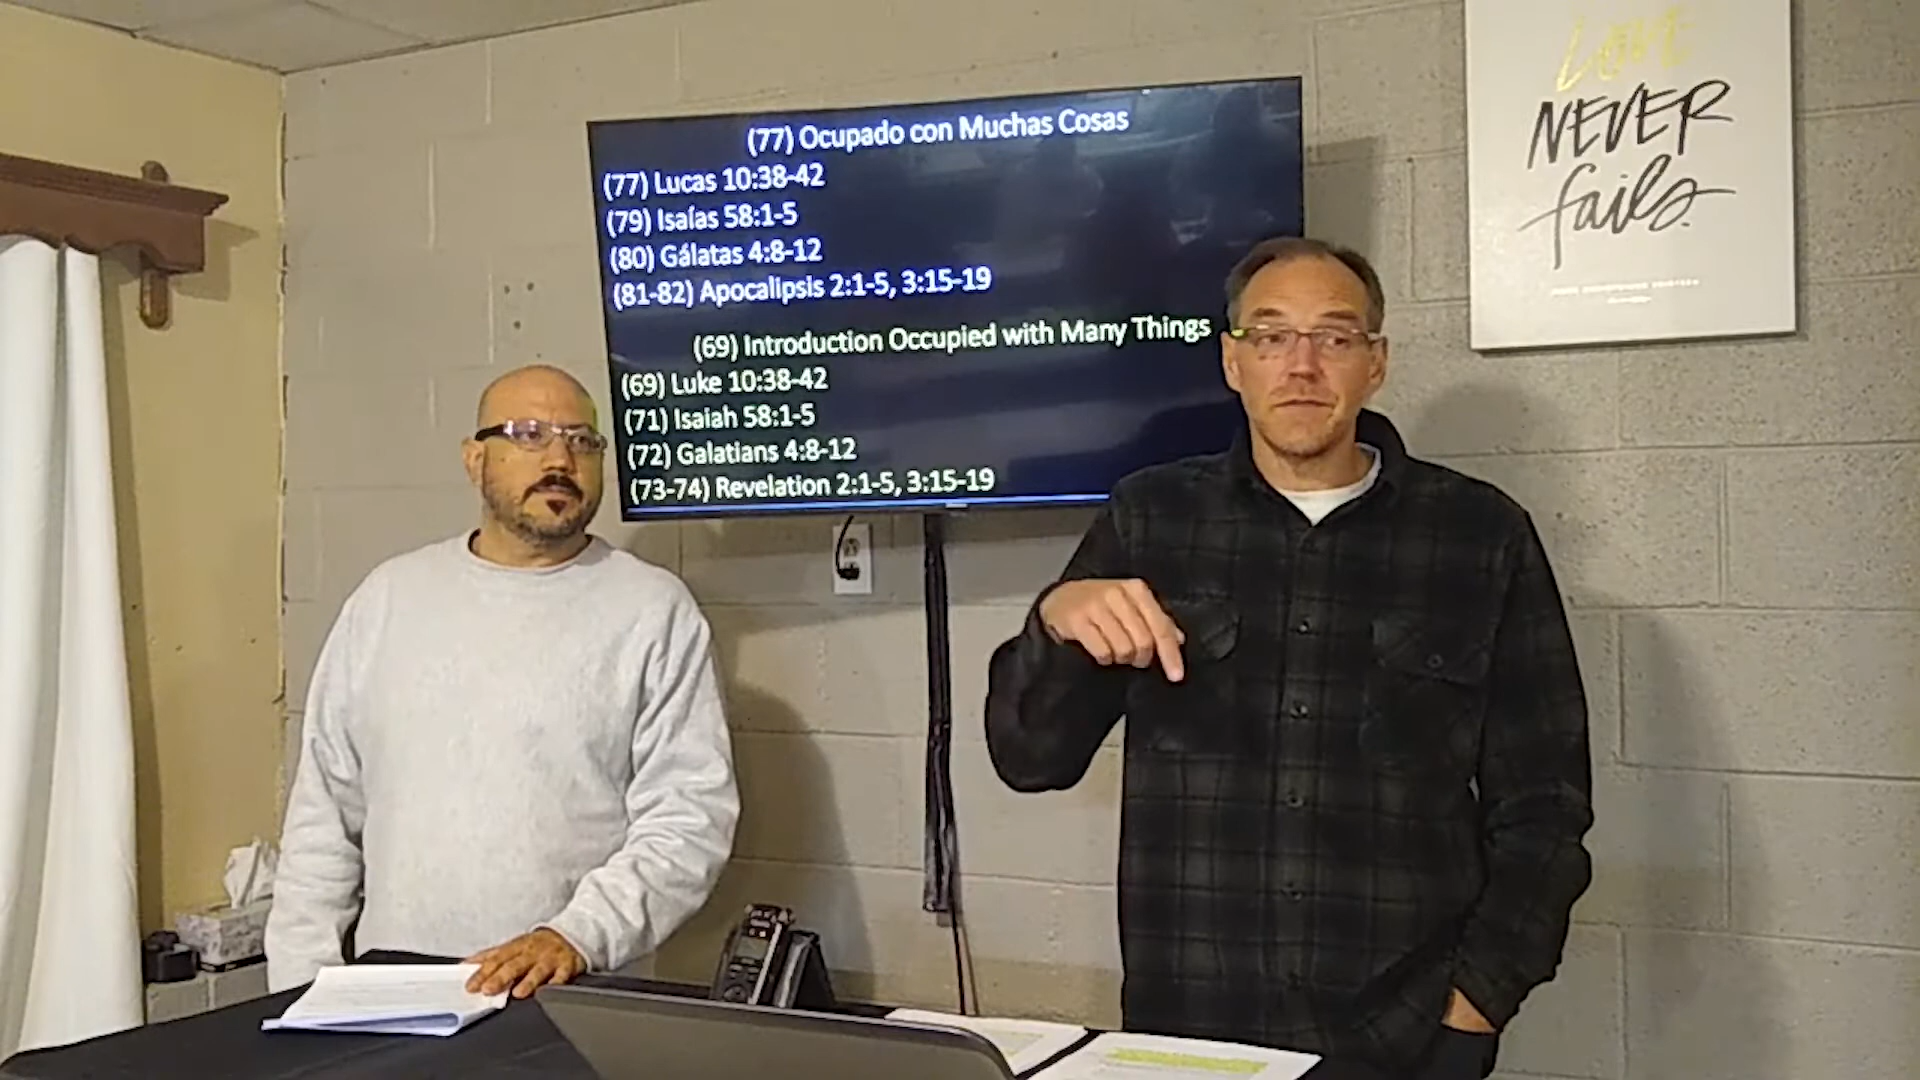 (77) Ocupado con Muchas Cosas
(77) Lucas 10:38-42
(79) Isaías 58:1-5
(80) Gálatas 4:8-12
(81-82) Apocalipsis 2:1-5, 3:15-19
(69) Introduction Occupied with Many Things
(69) Luke 10:38-42
(71) Isaiah 58:1-5
(72) Galatians 4:8-12
(73-74) Revelation 2:1-5, 3:15-19
LOVE
NEVER
fails.